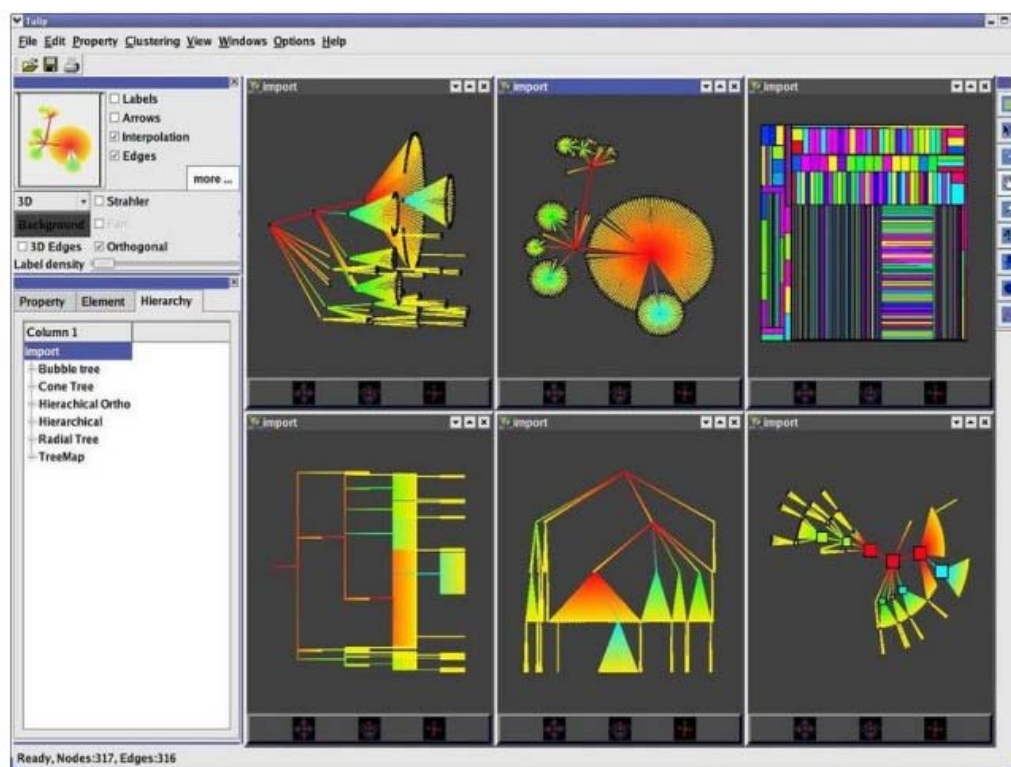 Tulip
File Edit Property Clustering View Windows Options Help
Labels
Arrows
Interpolation
Edges
more ...
3D
Strahler
Background
3D Edges
Orthogonal
Label density
Property Element Hierarchy
Column 1
import
Bubble tree
Cone Tree
Hierachical Ortho
Hierarchical
Radial Tree
TreeMap
import
import
import
import
import
import
Ready, Nodes:317, Edges:316